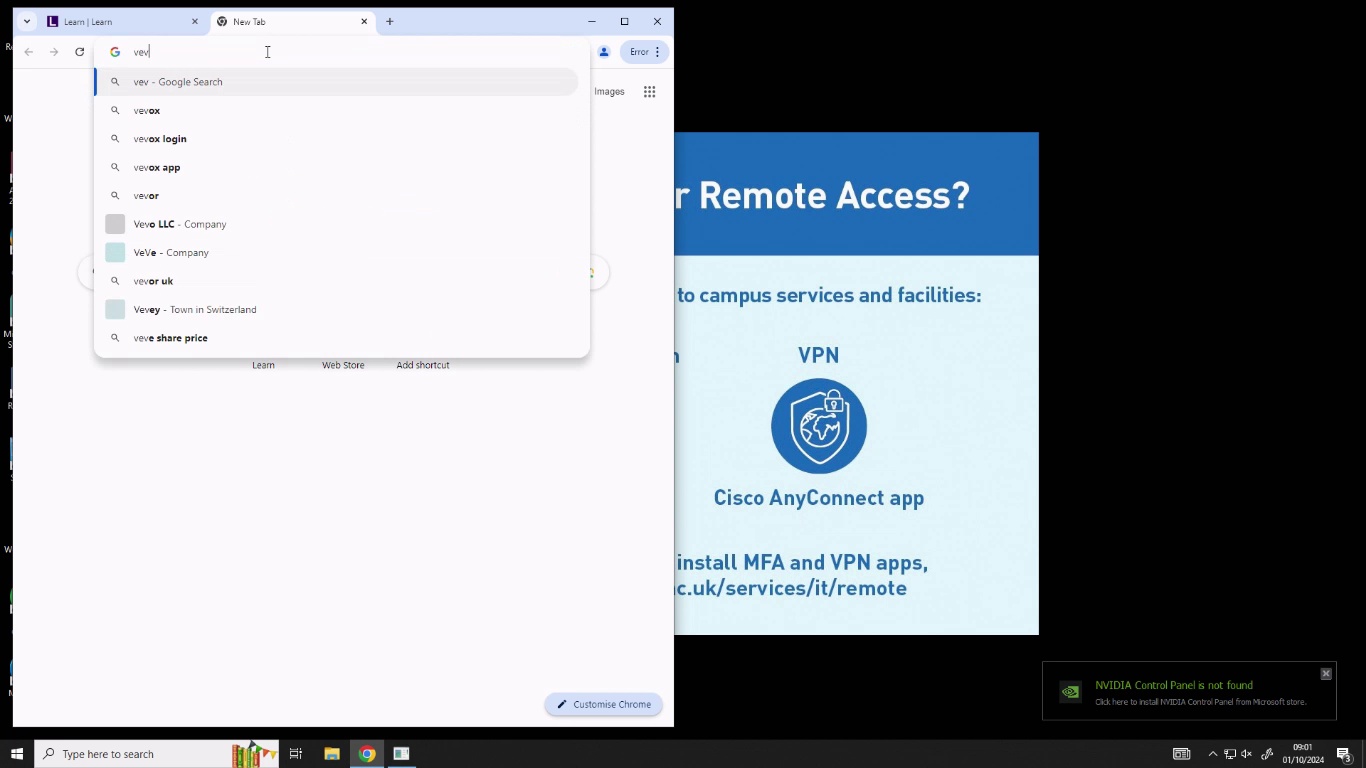 Learn | Learn
New Tab
vev
Error
vev - Google Search
vevox
vevox login
vevox app
vevor
Vevo LLC - Company
VeVe - Company
vevor uk
Vevey - Town in Switzerland
veve share price
Images
Learn
Web Store
Add shortcut
Customise Chrome
r Remote Access?
to campus services and facilities:
VPN
Cisco AnyConnect app
install MFA and VPN apps,
c.uk/services/it/remote
NVIDIA Control Panel is not found
Click here to install NVIDIA Control Panel from Microsoft store.
Type here to search
09:01
01/10/2024
3